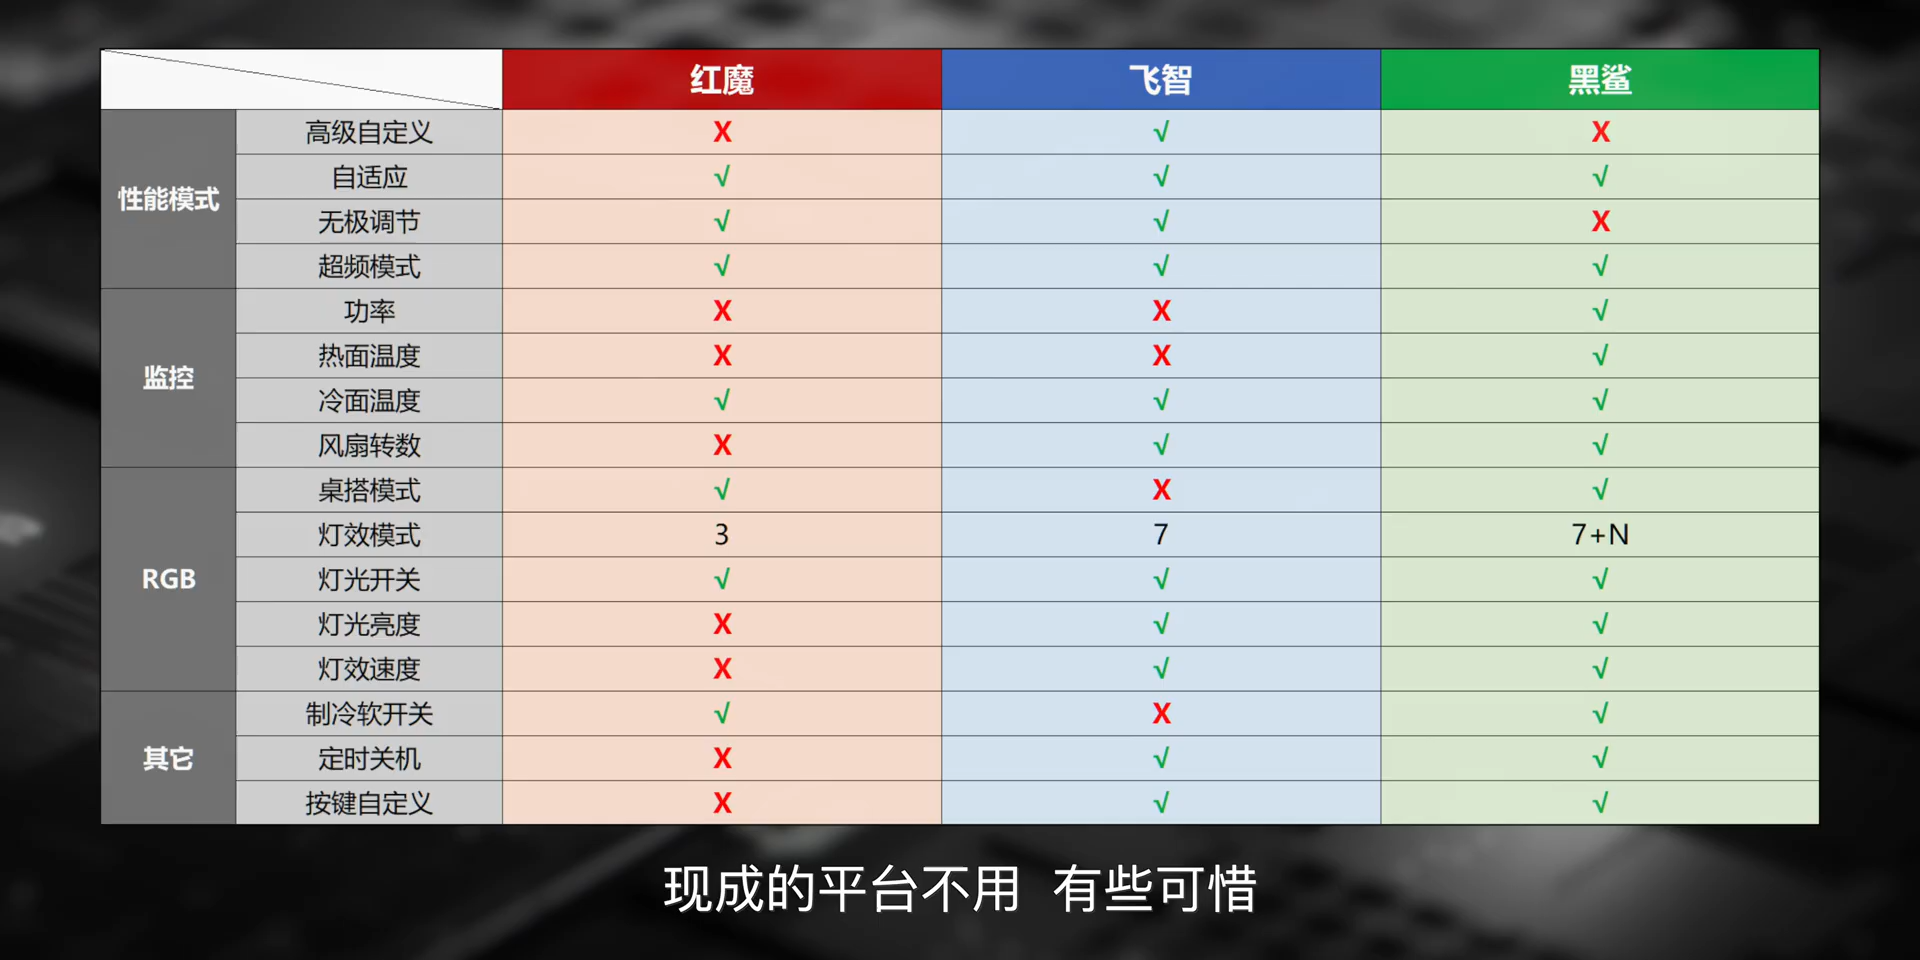 红魔 飞智 黑鲨
性能模式
高级自定义 X √ X
自适应 √ √ √
无极调节 √ √ X
超频模式 √ √ √
监控
功率 X X √
热面温度 X X √
冷面温度 √ √ √
风扇转数 X √ √
RGB
桌搭模式 √ X √
灯效模式 3 7 7+N
灯光开关 √ √ √
灯光亮度 X √ √
灯效速度 X √ √
其它
制冷软开关 √ X √
定时关机 X √ √
按键自定义 X √ √
现成的平台不用 有些可惜